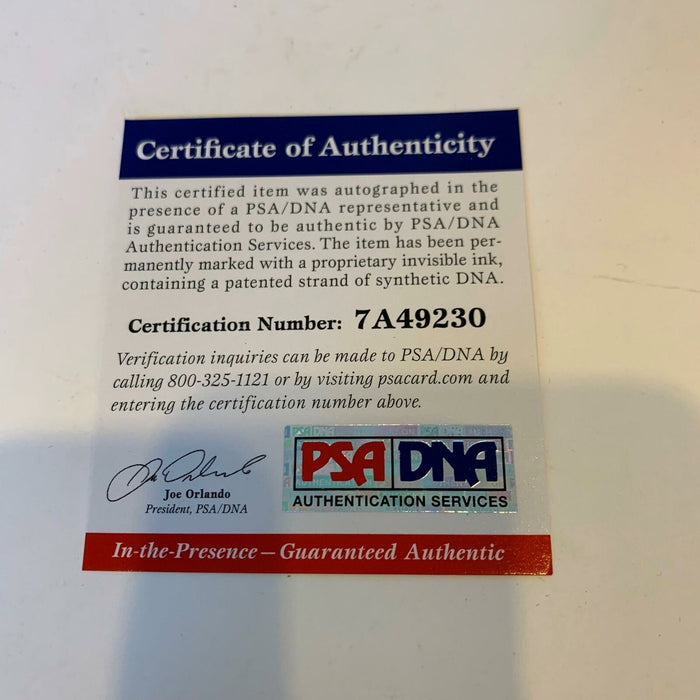 Certificate of Authenticity
This certified item was autographed in the
presence of a PSA/DNA representative and
is guaranteed to be authentic by PSA/DNA
Authentication Services. The item has been per-
manently marked with a proprietary invisible ink,
containing a patented strand of synthetic DNA.
Certification Number: 7A49230
Verification inquiries can be made to PSA/DNA by
calling 800-325-1121 or by visiting psacard.com and
entering the certification number above.
Joe Orlando
President, PSA/DNA
PSA DNA
AUTHENTICATION SERVICES
In-the-Presence – Guaranteed Authentic